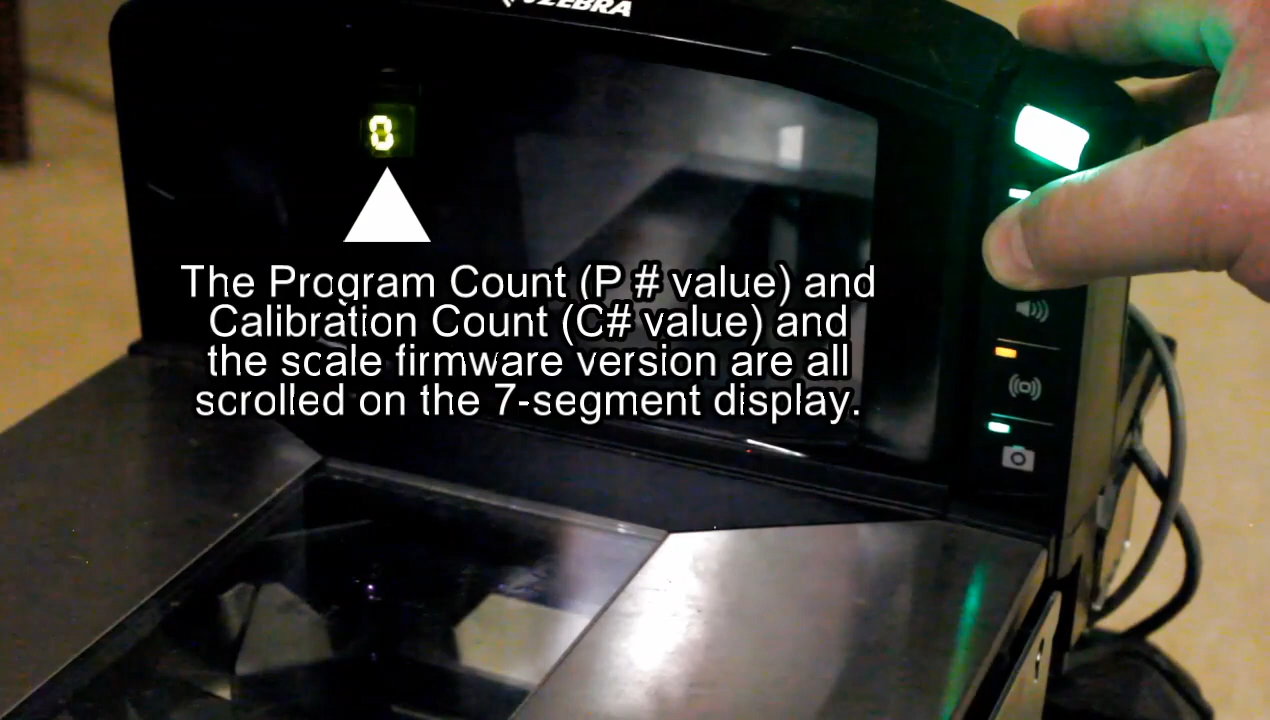 ZEBRA
8
The Program Count (P # value) and
Calibration Count (C# value) and
the scale firmware version are all
scrolled on the 7-segment display.